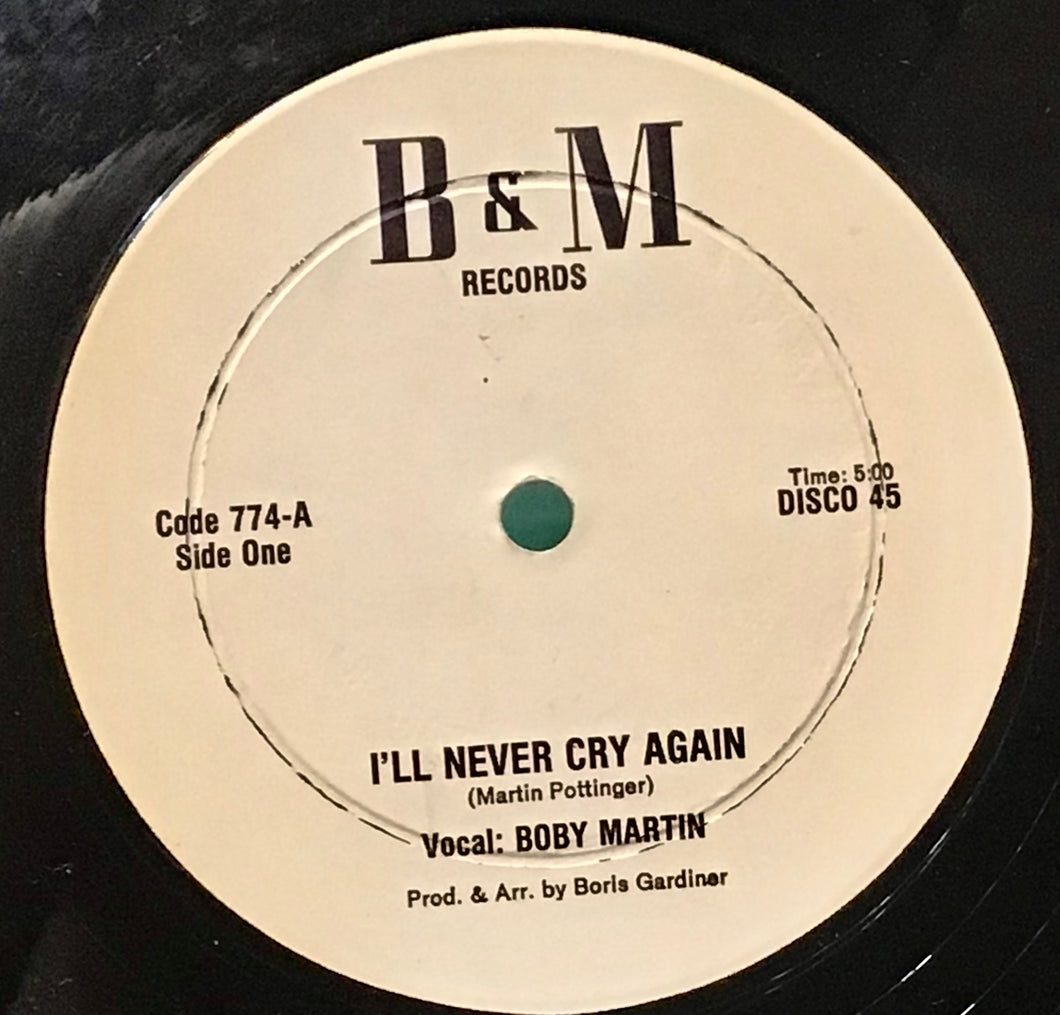 B & M
RECORDS
Time: 5:00
DISCO 45
Code 774-A
Side One
I'LL NEVER CRY AGAIN
(Martin Pottinger)
Vocal: BOBY MARTIN
Prod. & Arr. by Boris Gardiner